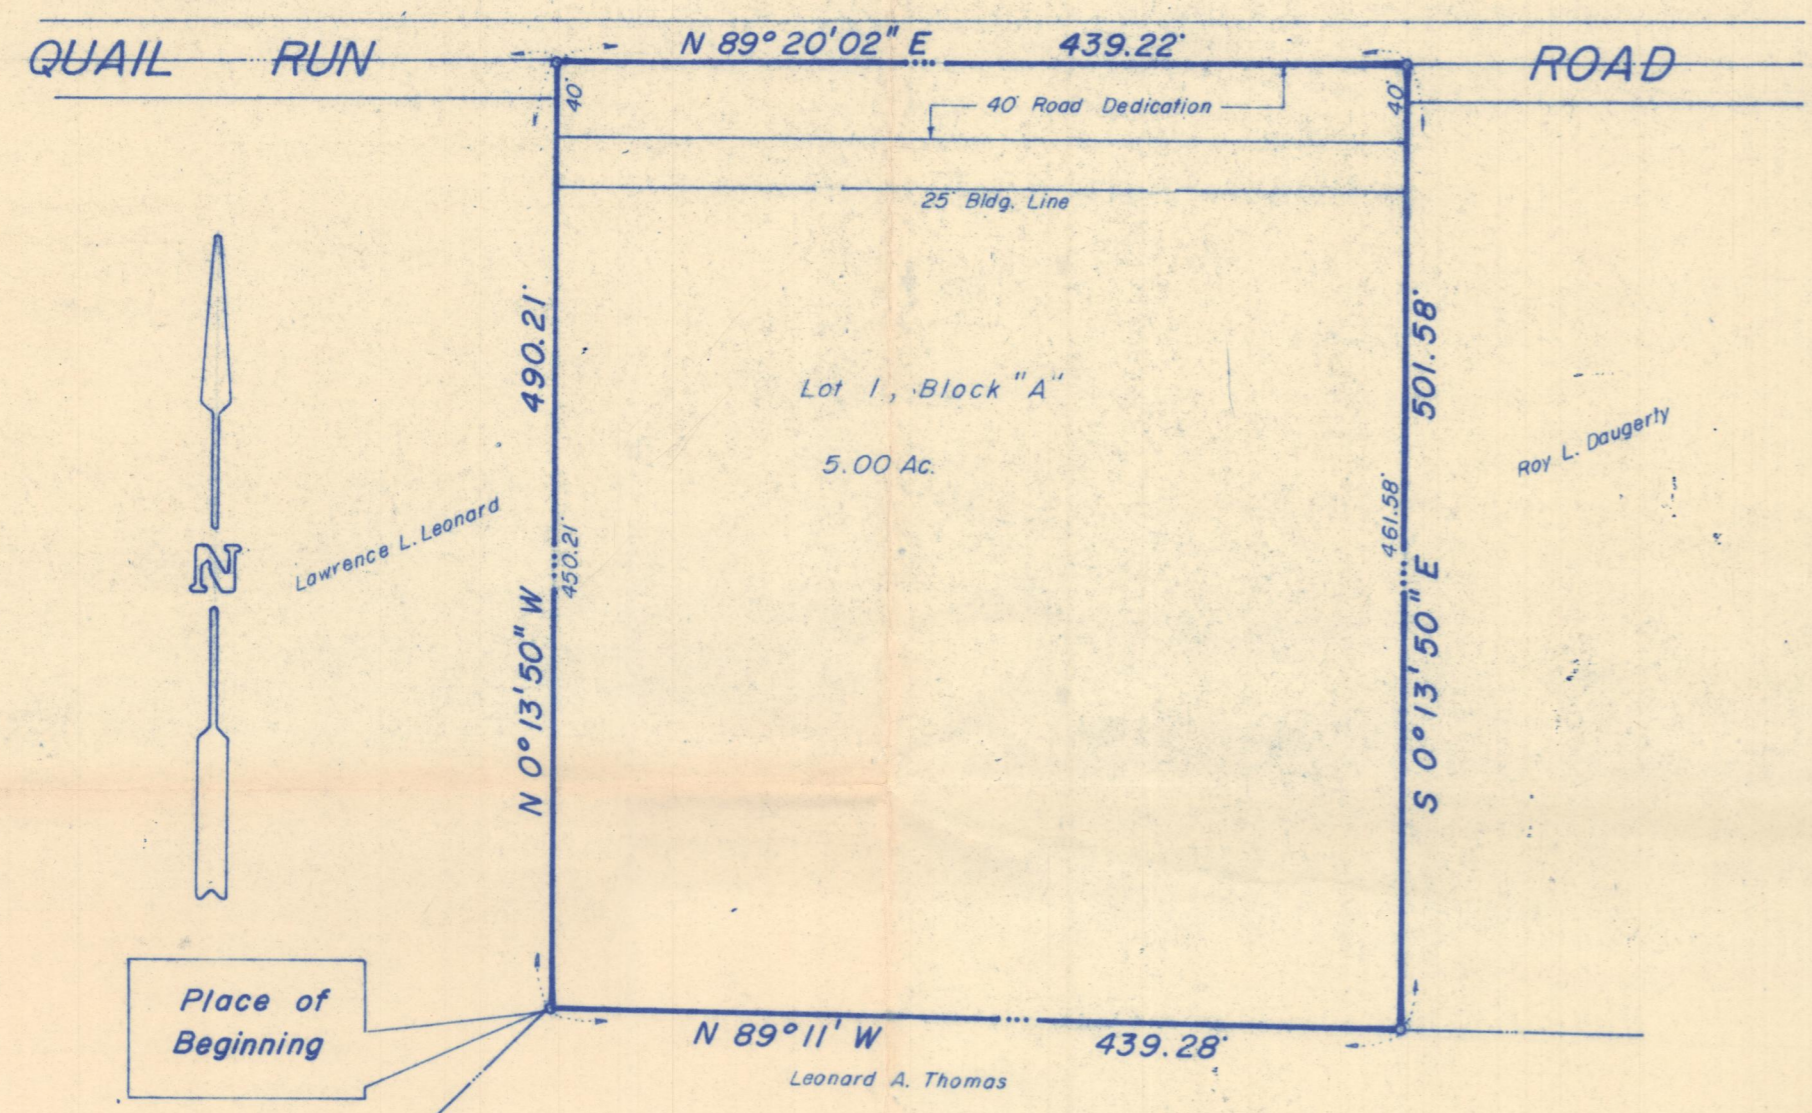 QUAIL RUN ROAD
N 89° 20' 02" E 439.22'
40'
40' Road Dedication
40'
25' Bldg. Line
490.21'
501.58'
Lot 1, Block "A"
5.00 Ac.
Roy L. Daugerty
Lawrence L. Leonard
450.21'
461.58'
N
N 0° 13' 50" W
S 0° 13' 50" E
Place of
Beginning
N 89° 11' W 439.28'
Leonard A. Thomas